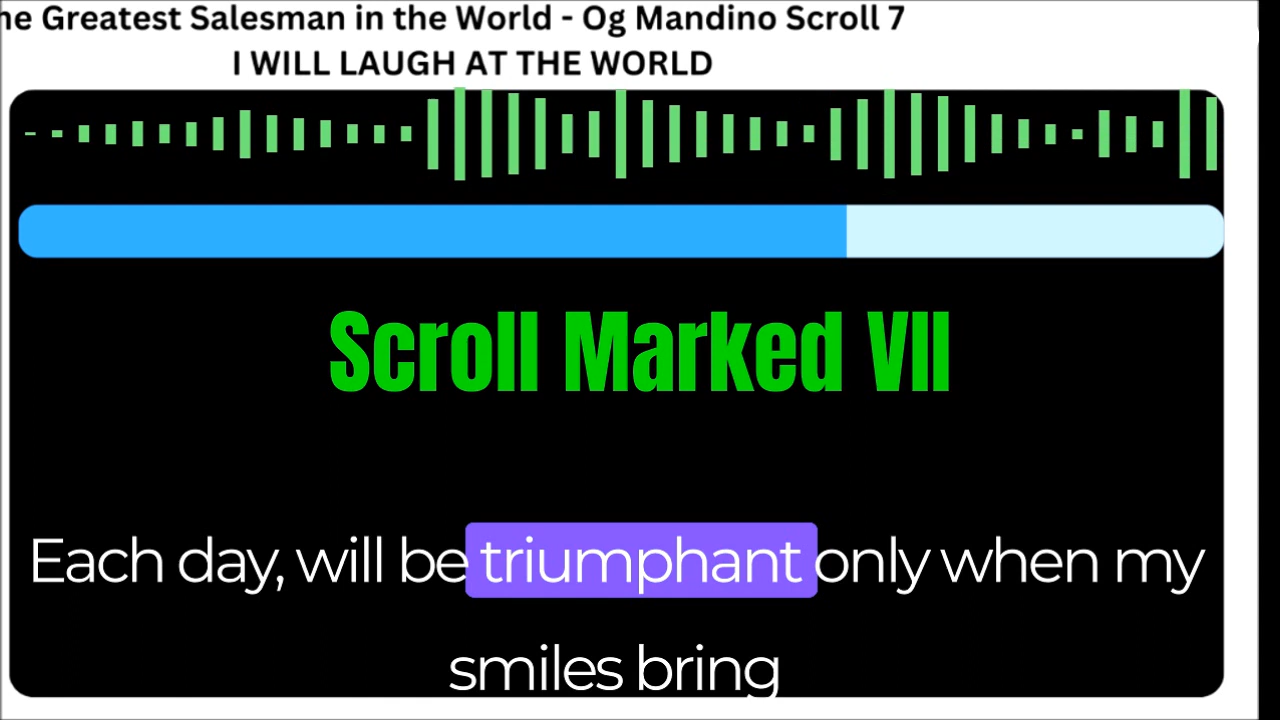 he Greatest Salesman in the World - Og Mandino Scroll 7
I WILL LAUGH AT THE WORLD
Scroll Marked VII
Each day, will be triumphant only when my
smiles bring